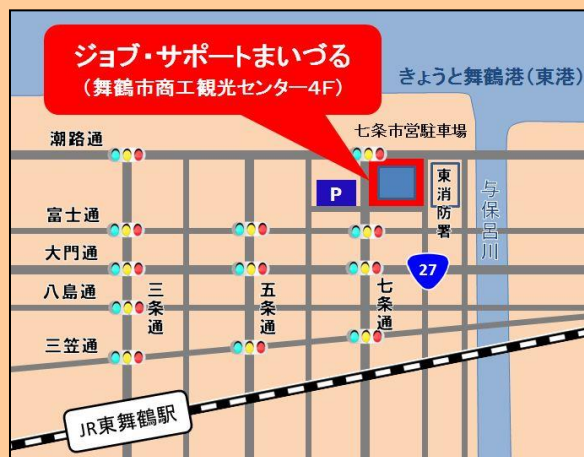 ジョブ・サポートまいづる
（舞鶴市商工観光センター4F）
きょうと舞鶴港（東港）
七条市営駐車場
潮路通
P
東消防署
与保呂川
富士通
大門通
27
八島通
三条通
五条通
七条通
三笠通
JR東舞鶴駅